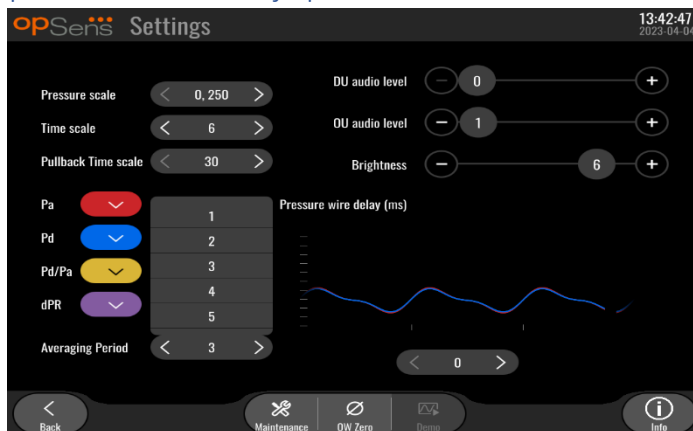 opSens Settings
13:42:47
2023-04-04
Pressure scale 0, 250
Time scale 6
Pullback Time scale 30
DU audio level 0
OU audio level 1
Brightness 6
Pa
Pd
Pd/Pa
dPR
1
2
3
4
5
Averaging Period 3
Pressure wire delay (ms)
0
Back
Maintenance
OW Zero
Demo
Info